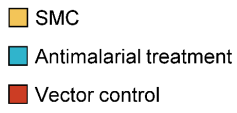 SMC
Antimalarial treatment
Vector control